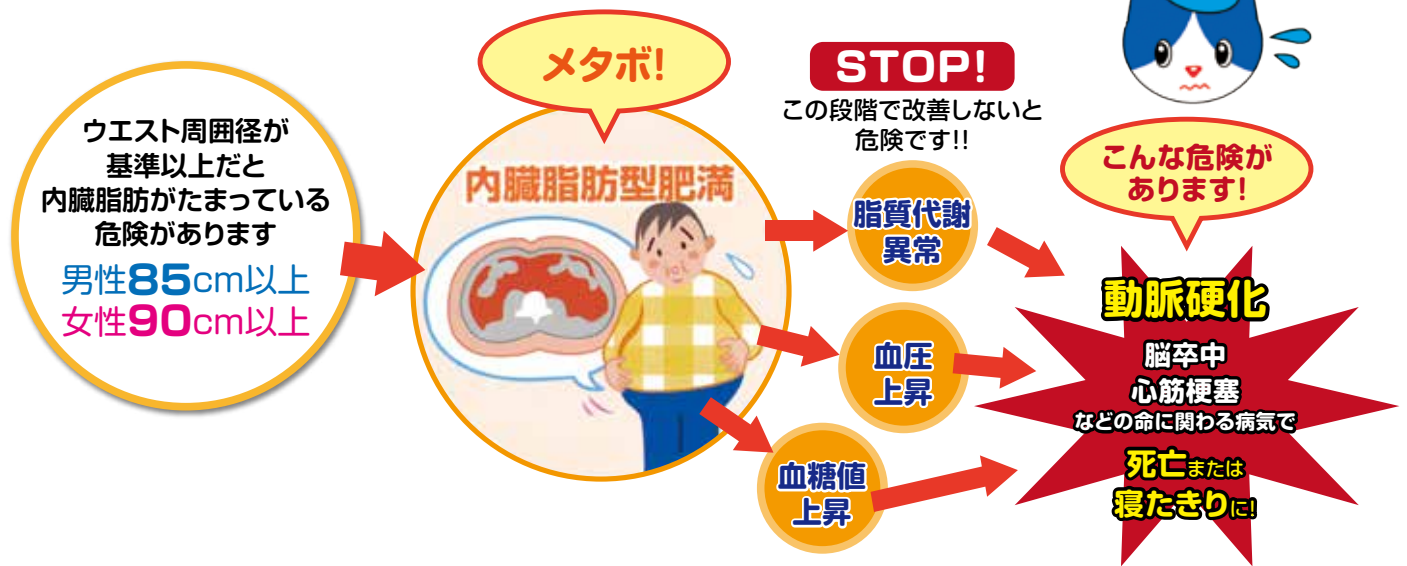 ウエスト周囲径が
基準以上だと
内臓脂肪がたまっている
危険があります
男性85cm以上
女性90cm以上
メタボ!
内臓脂肪型肥満
STOP!
この段階で改善しないと
危険です!!
脂質代謝
異常
血圧
上昇
血糖値
上昇
こんな危険が
あります!
動脈硬化
脳卒中
心筋梗塞
などの命に関わる病気で
死亡または
寝たきりに!